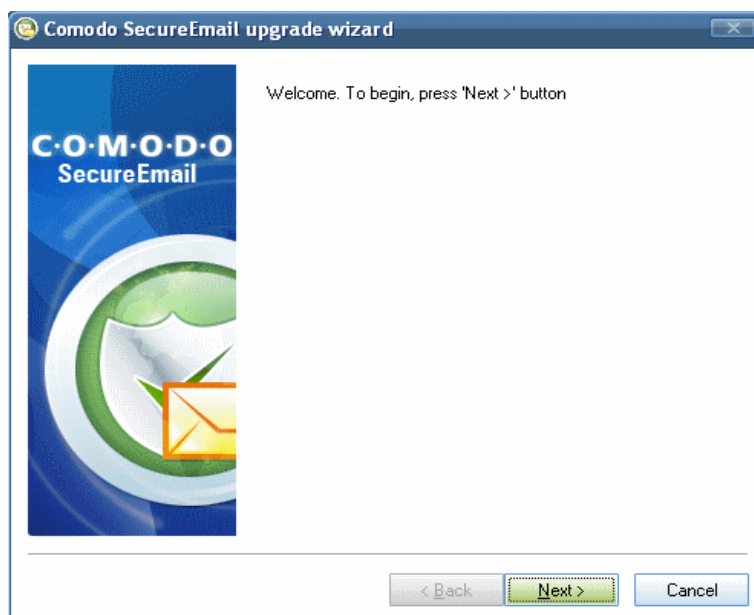 Comodo SecureEmail upgrade wizard
C·O·M·O·D·O
SecureEmail
Welcome. To begin, press 'Next >' button
< Back
Next >
Cancel